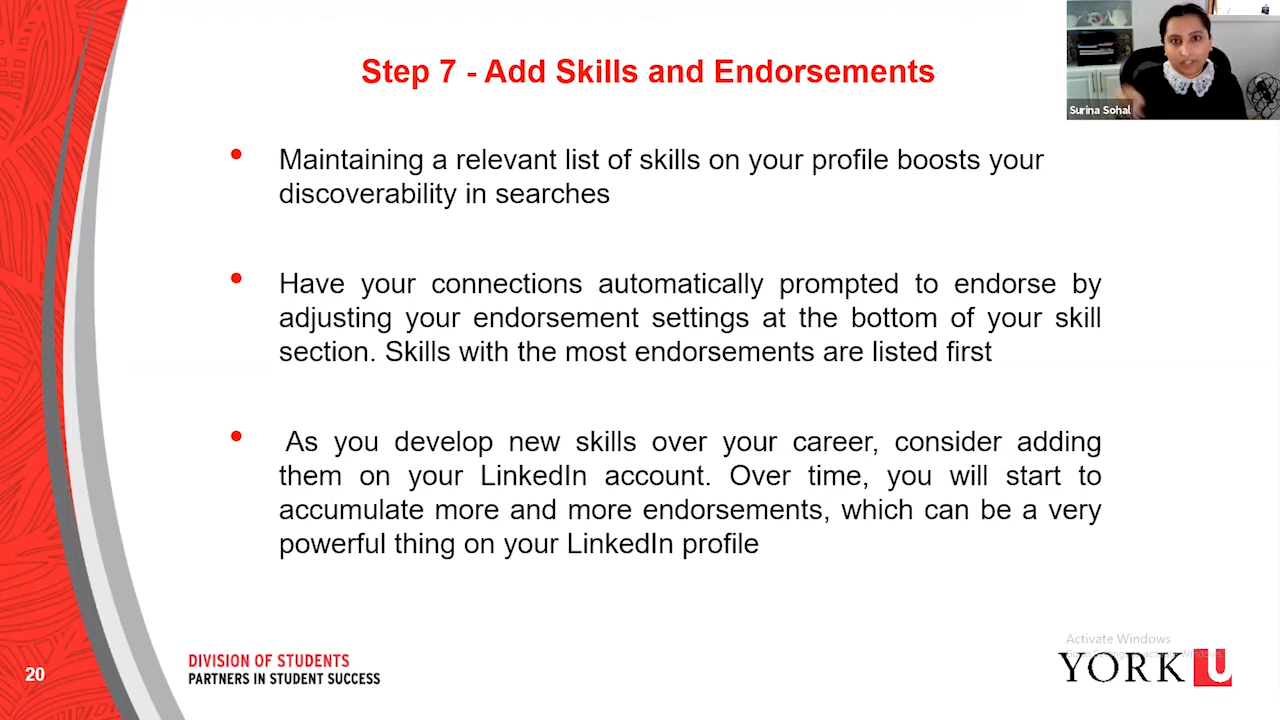 Step 7 - Add Skills and Endorsements
Surina Sohal
• Maintaining a relevant list of skills on your profile boosts your
discoverability in searches
• Have your connections automatically prompted to endorse by
adjusting your endorsement settings at the bottom of your skill
section. Skills with the most endorsements are listed first
• As you develop new skills over your career, consider adding
them on your LinkedIn account. Over time, you will start to
accumulate more and more endorsements, which can be a very
powerful thing on your LinkedIn profile
Activate Windows
20
DIVISION OF STUDENTS
PARTNERS IN STUDENT SUCCESS
YORK U